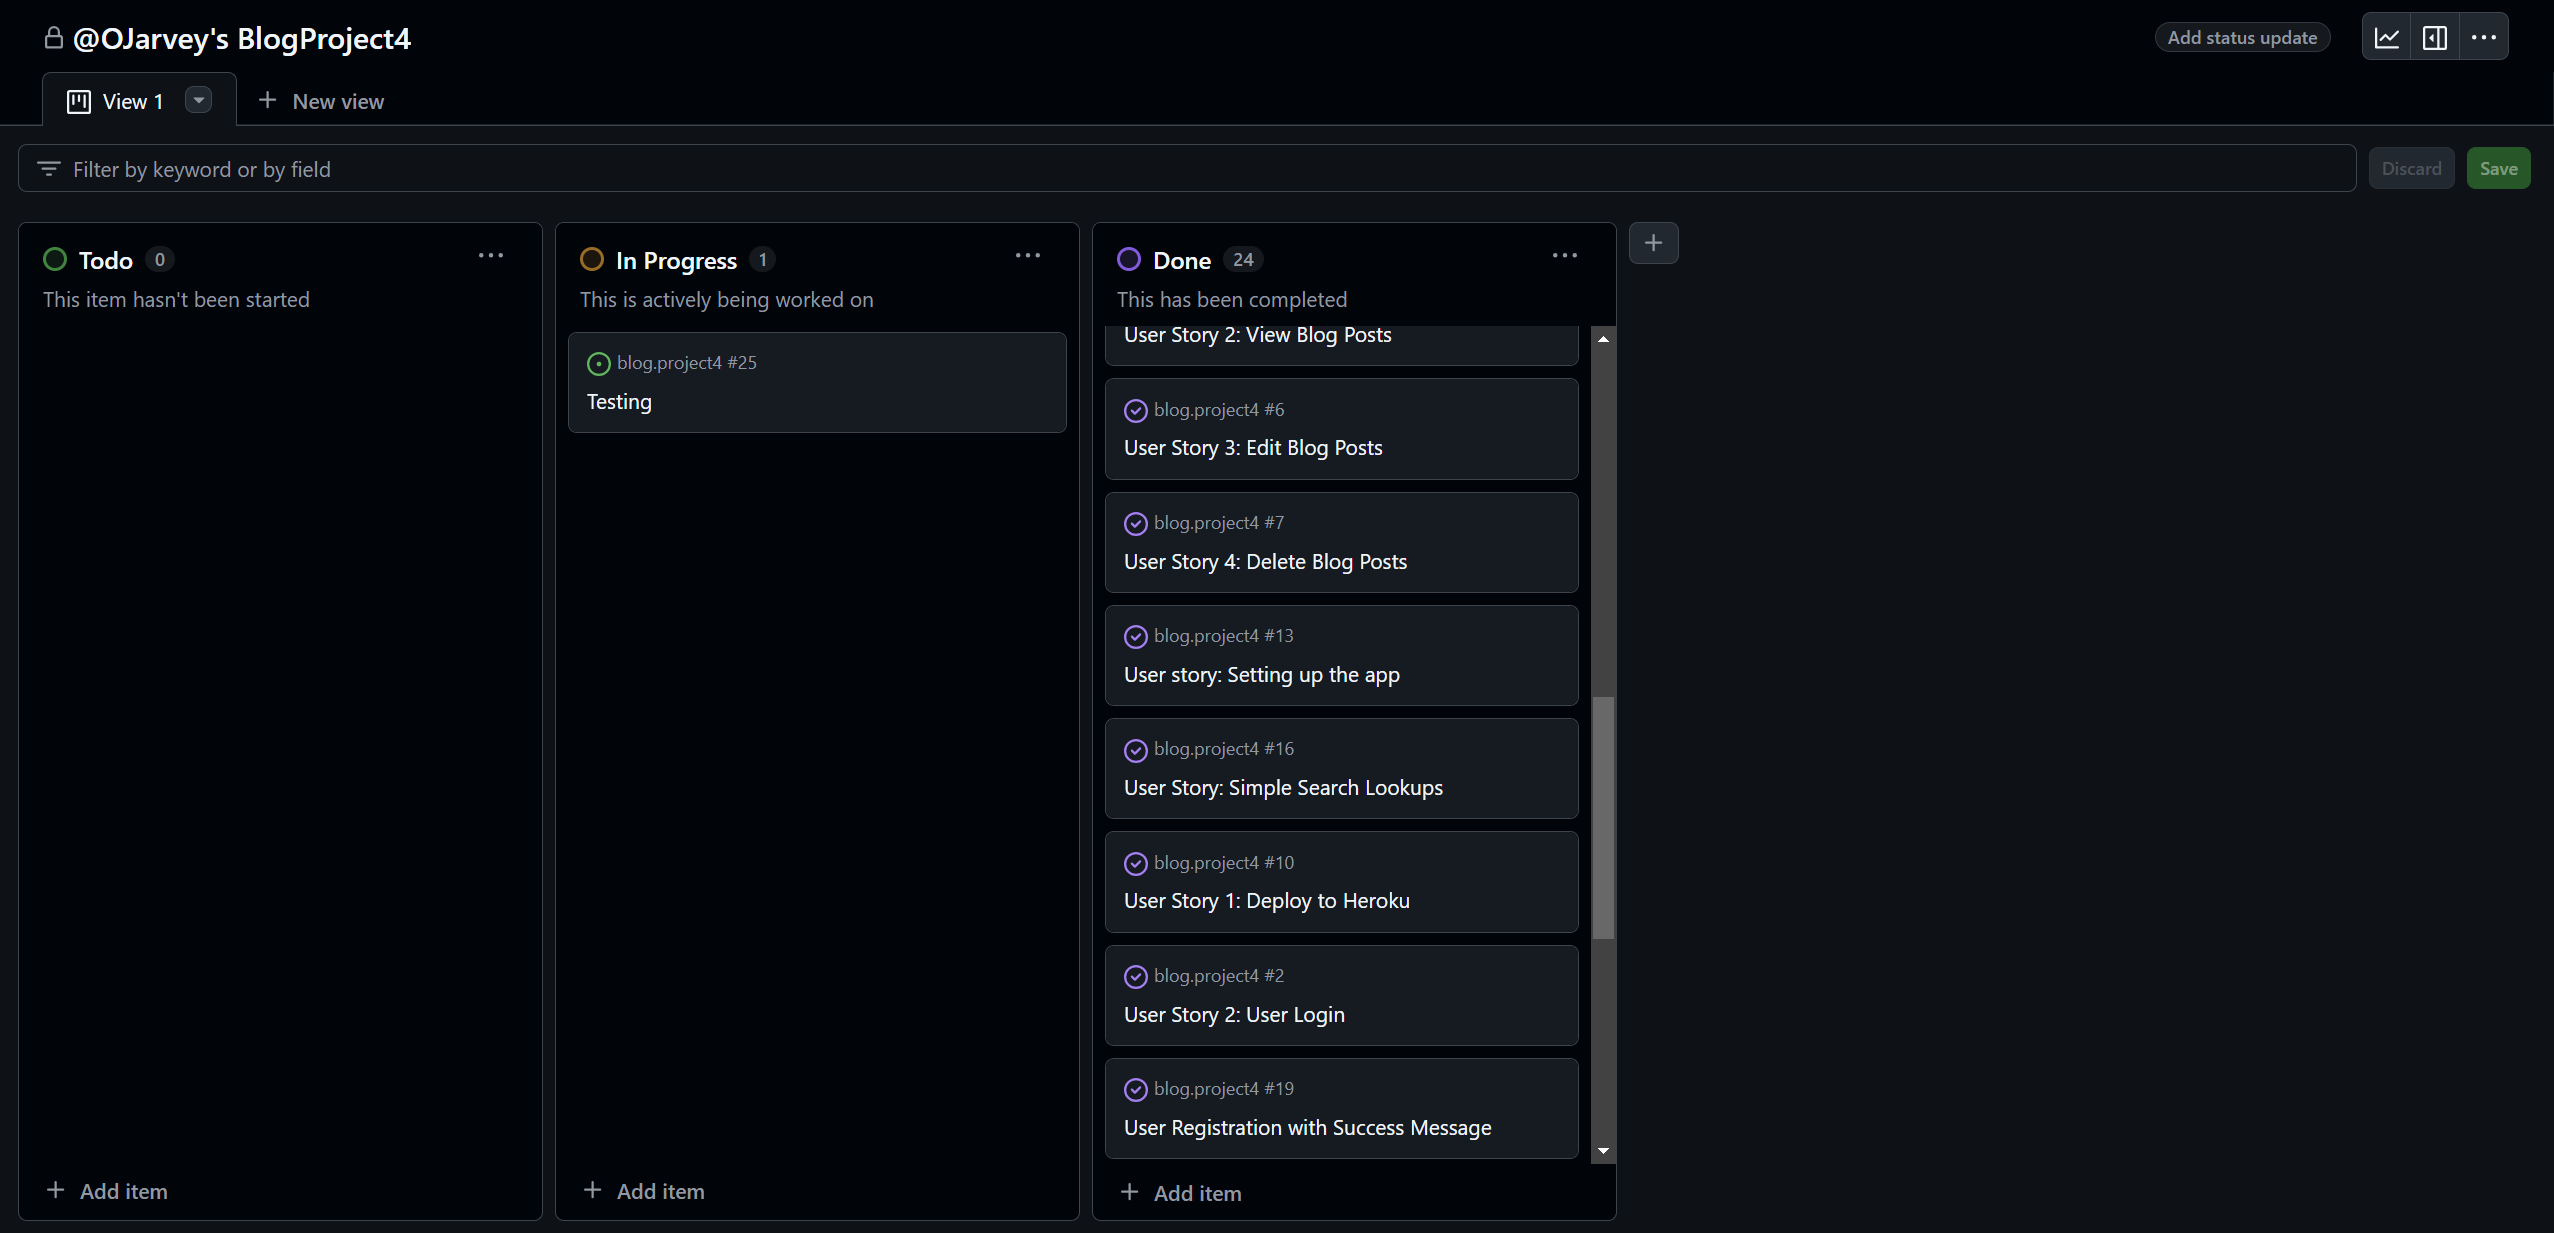 @OJarvey's BlogProject4
Add status update
View 1
New view
Filter by keyword or by field
Discard
Save
Todo 0
This item hasn't been started
Add item
In Progress 1
This is actively being worked on
blog.project4 #25
Testing
Add item
Done 24
This has been completed
User Story 2: View Blog Posts
blog.project4 #6
User Story 3: Edit Blog Posts
blog.project4 #7
User Story 4: Delete Blog Posts
blog.project4 #13
User story: Setting up the app
blog.project4 #16
User Story: Simple Search Lookups
blog.project4 #10
User Story 1: Deploy to Heroku
blog.project4 #2
User Story 2: User Login
blog.project4 #19
User Registration with Success Message
Add item